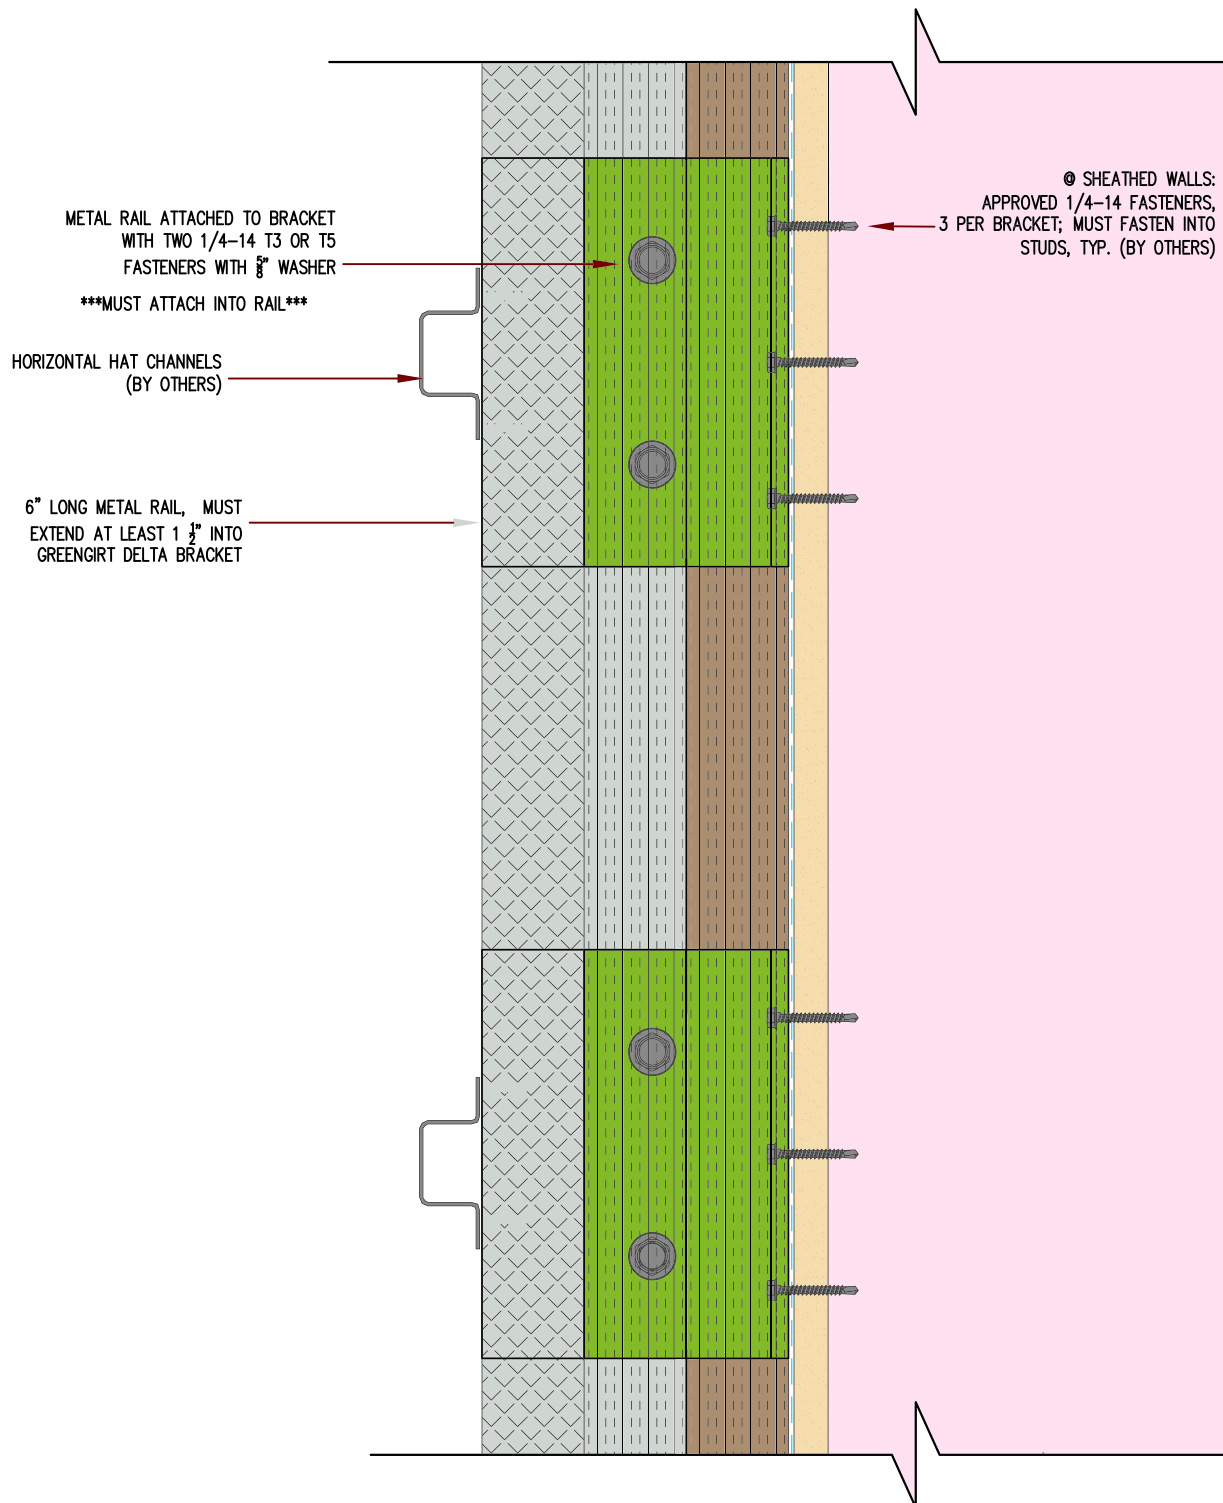 METAL RAIL ATTACHED TO BRACKET
WITH TWO 1/4-14 T3 OR T5
FASTENERS WITH 5/8" WASHER
***MUST ATTACH INTO RAIL***
HORIZONTAL HAT CHANNELS
(BY OTHERS)
6" LONG METAL RAIL, MUST
EXTEND AT LEAST 1 1/2" INTO
GREENGIRT DELTA BRACKET
@ SHEATHED WALLS:
APPROVED 1/4-14 FASTENERS,
3 PER BRACKET; MUST FASTEN INTO
STUDS, TYP. (BY OTHERS)